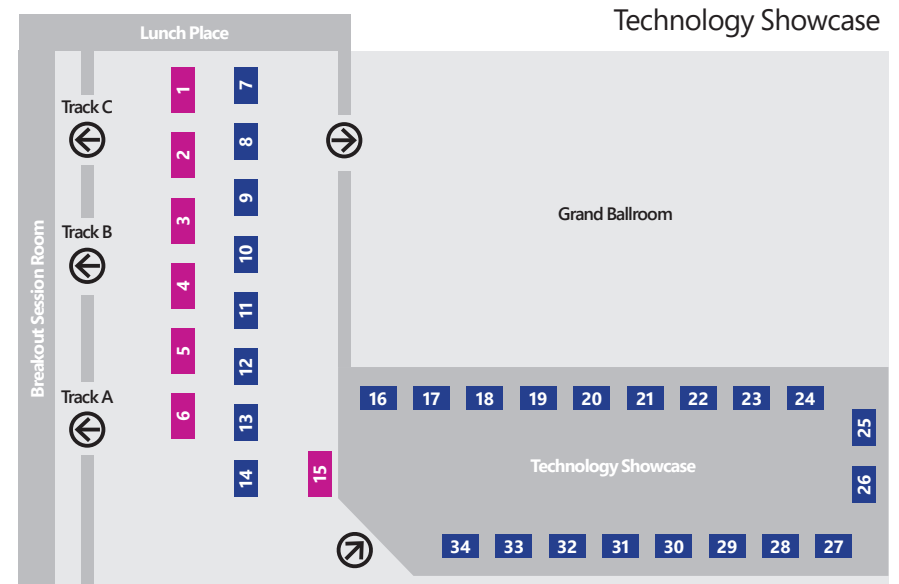 Technology Showcase
Lunch Place
Track C
Track B
Track A
Breakout Session Room
1
2
3
4
5
6
7
8
9
10
11
12
13
14
15
Grand Ballroom
16 17 18 19 20 21 22 23 24
25
26
Technology Showcase
34 33 32 31 30 29 28 27